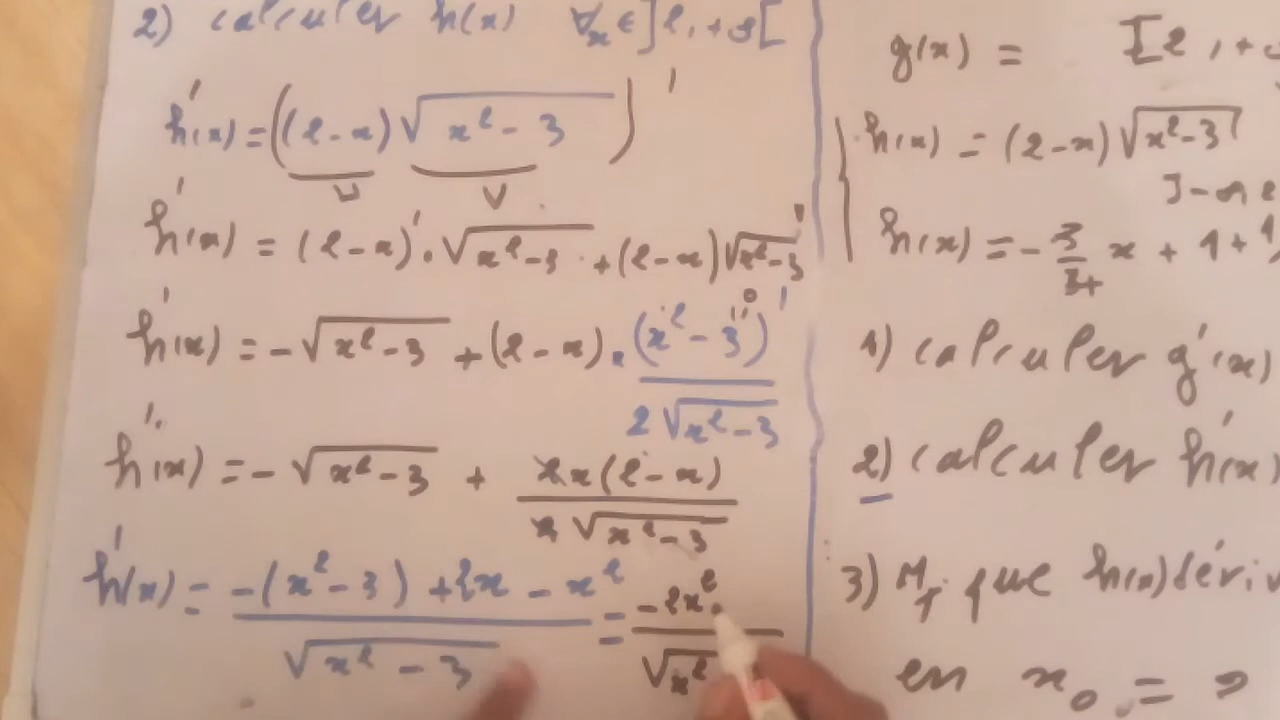 2) calculer h(x) ∀x ∈ ]2, +∞[
h'(x) = ((2-x)√(x²-3))'
U V
h'(x) = (2-x)'.√(x²-3) + (2-x)√(x²-3)'
h'(x) = -√(x²-3) + (2-x).(x²-3)'/2√(x²-3)
h'(x) = -√(x²-3) + 2x(2-x)/2√(x²-3)
h'(x) = (-(x²-3) + 2x - x²)/√(x²-3) = -2x²/√x²
g(x) = [2, +
h(x) = (2-x)√(x²-3)
h(x) = - x + 1 +
1) calculer g'(x)
2) calculer h'(x)
3) Mt que h(x) dériv
en x₀ =